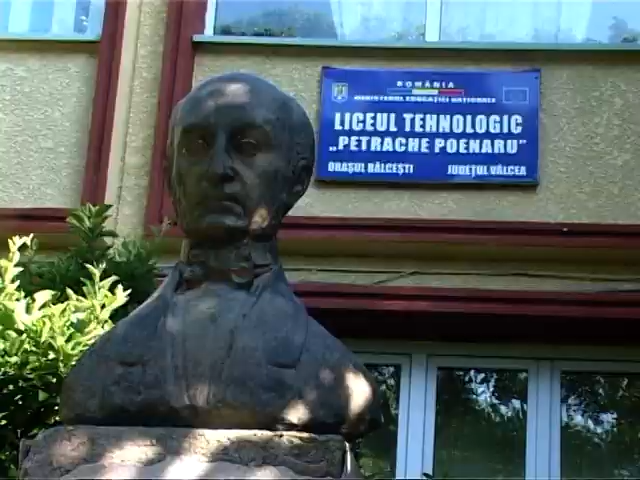 ROMÂNIA
MINISTERUL EDUCAȚIEI NAȚIONALE
LICEUL TEHNOLOGIC
„PETRACHE POENARU”
ORAȘUL BĂLCEȘTI JUDEȚUL VÂLCEA